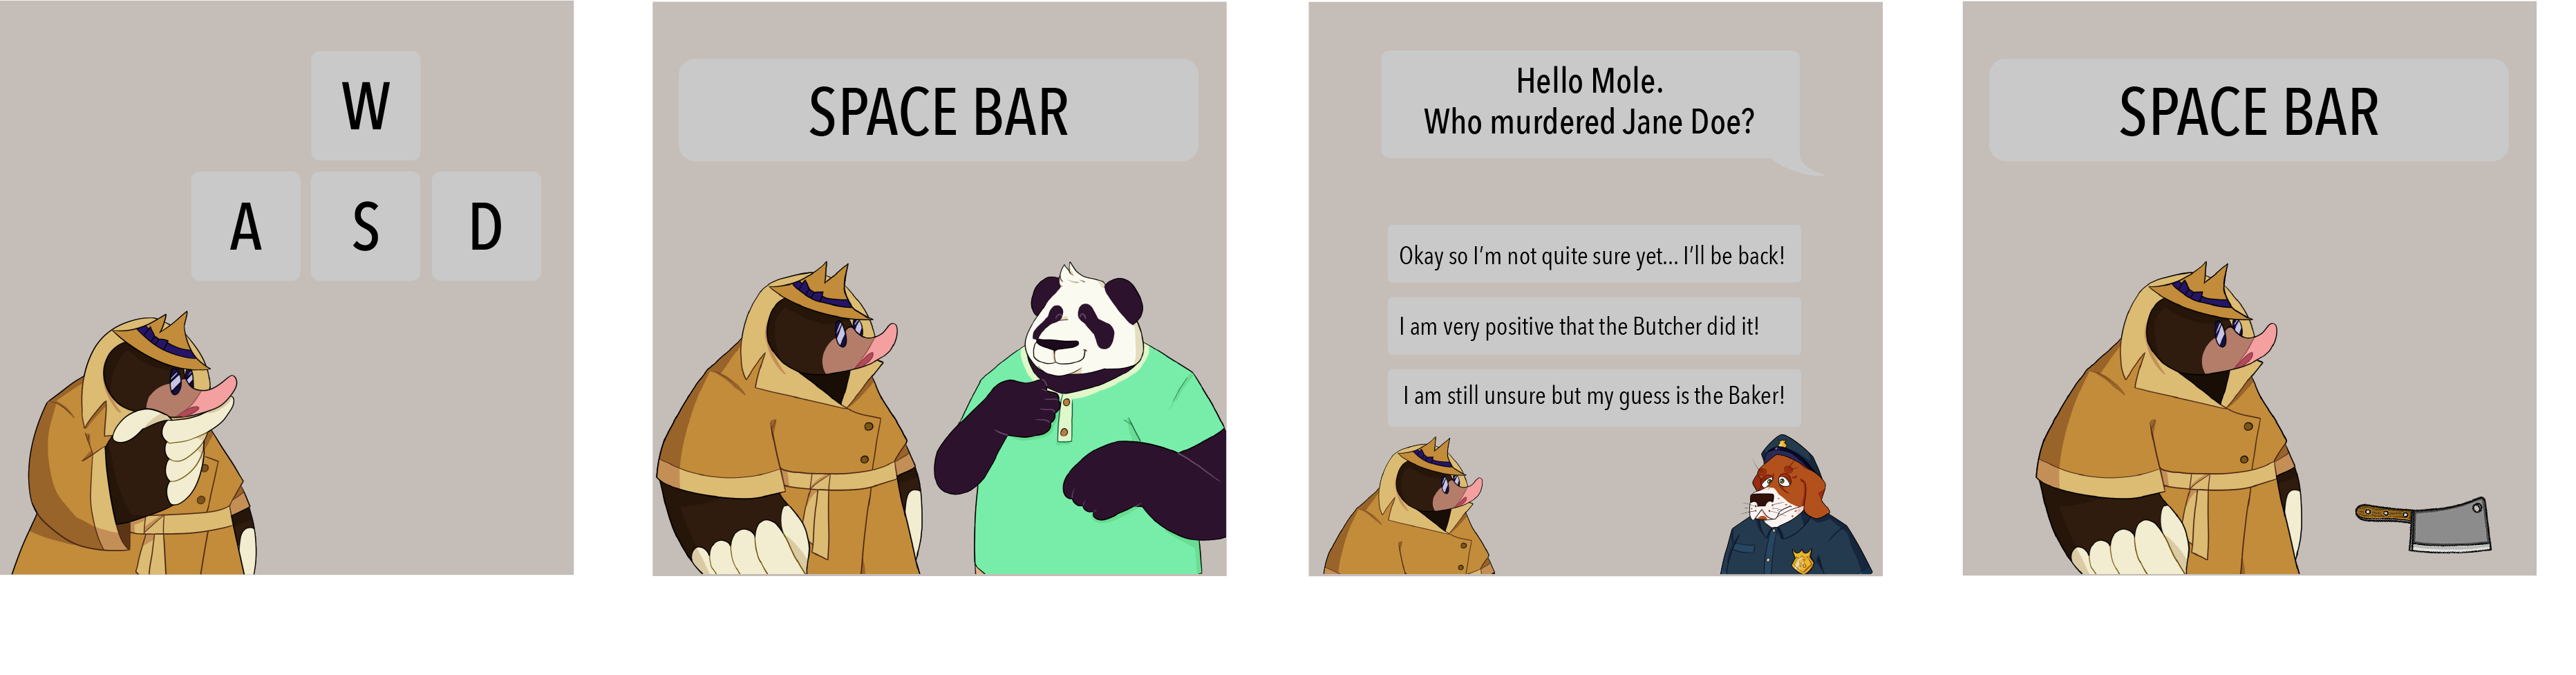 W
A S D
SPACE BAR
Hello Mole.
Who murdered Jane Doe?
Okay so I'm not quite sure yet... I'll be back!
I am very positive that the Butcher did it!
I am still unsure but my guess is the Baker!
SPACE BAR